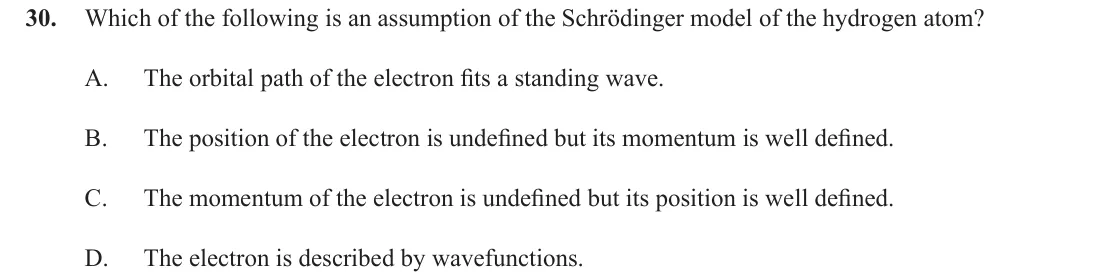 30. Which of the following is an assumption of the Schrödinger model of the hydrogen atom?
A. The orbital path of the electron fits a standing wave.
B. The position of the electron is undefined but its momentum is well defined.
C. The momentum of the electron is undefined but its position is well defined.
D. The electron is described by wavefunctions.